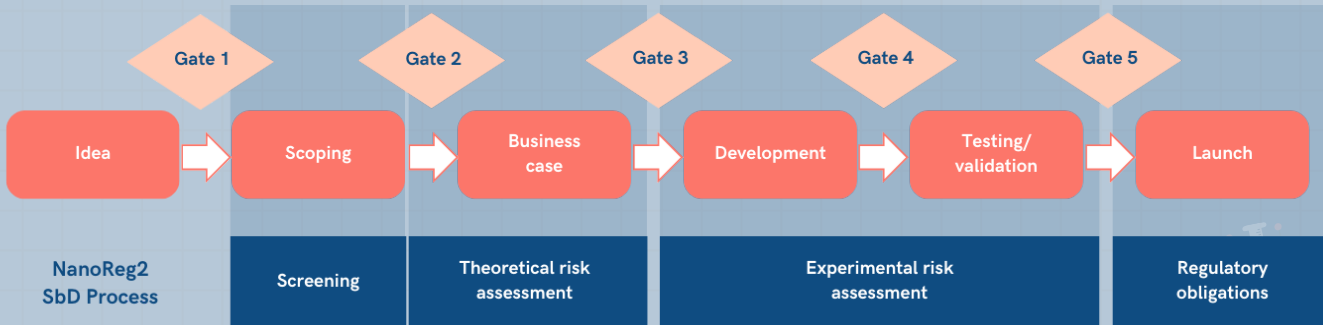 Gate 1
Gate 2
Gate 3
Gate 4
Gate 5
Idea
Scoping
Business
case
Development
Testing/
validation
Launch
NanoReg2
SbD Process
Screening
Theoretical risk
assessment
Experimental risk
assessment
Regulatory
obligations